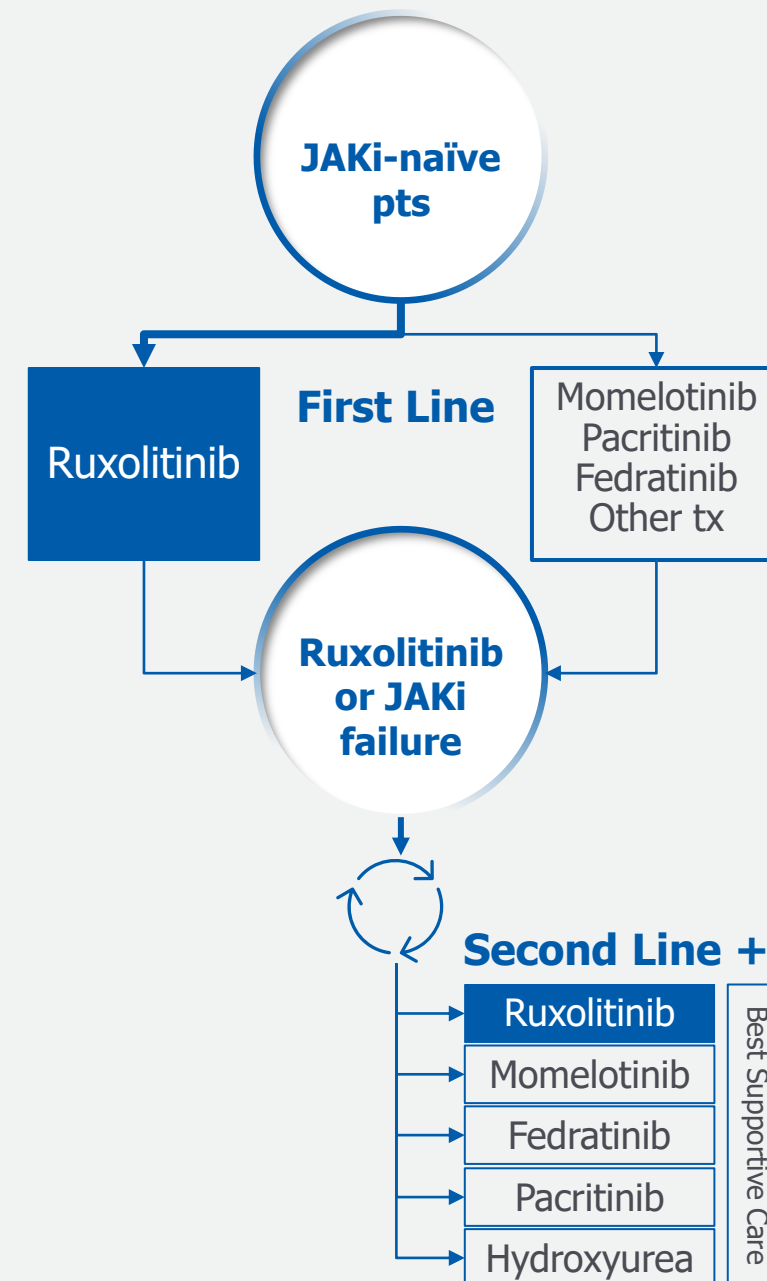 JAKi-naïve
pts
First Line
Ruxolitinib
Momelotinib
Pacritinib
Fedratinib
Other tx
Ruxolitinib
or JAKi
failure
Second Line +
Ruxolitinib
Momelotinib
Fedratinib
Pacritinib
Hydroxyurea
Best Supportive Care